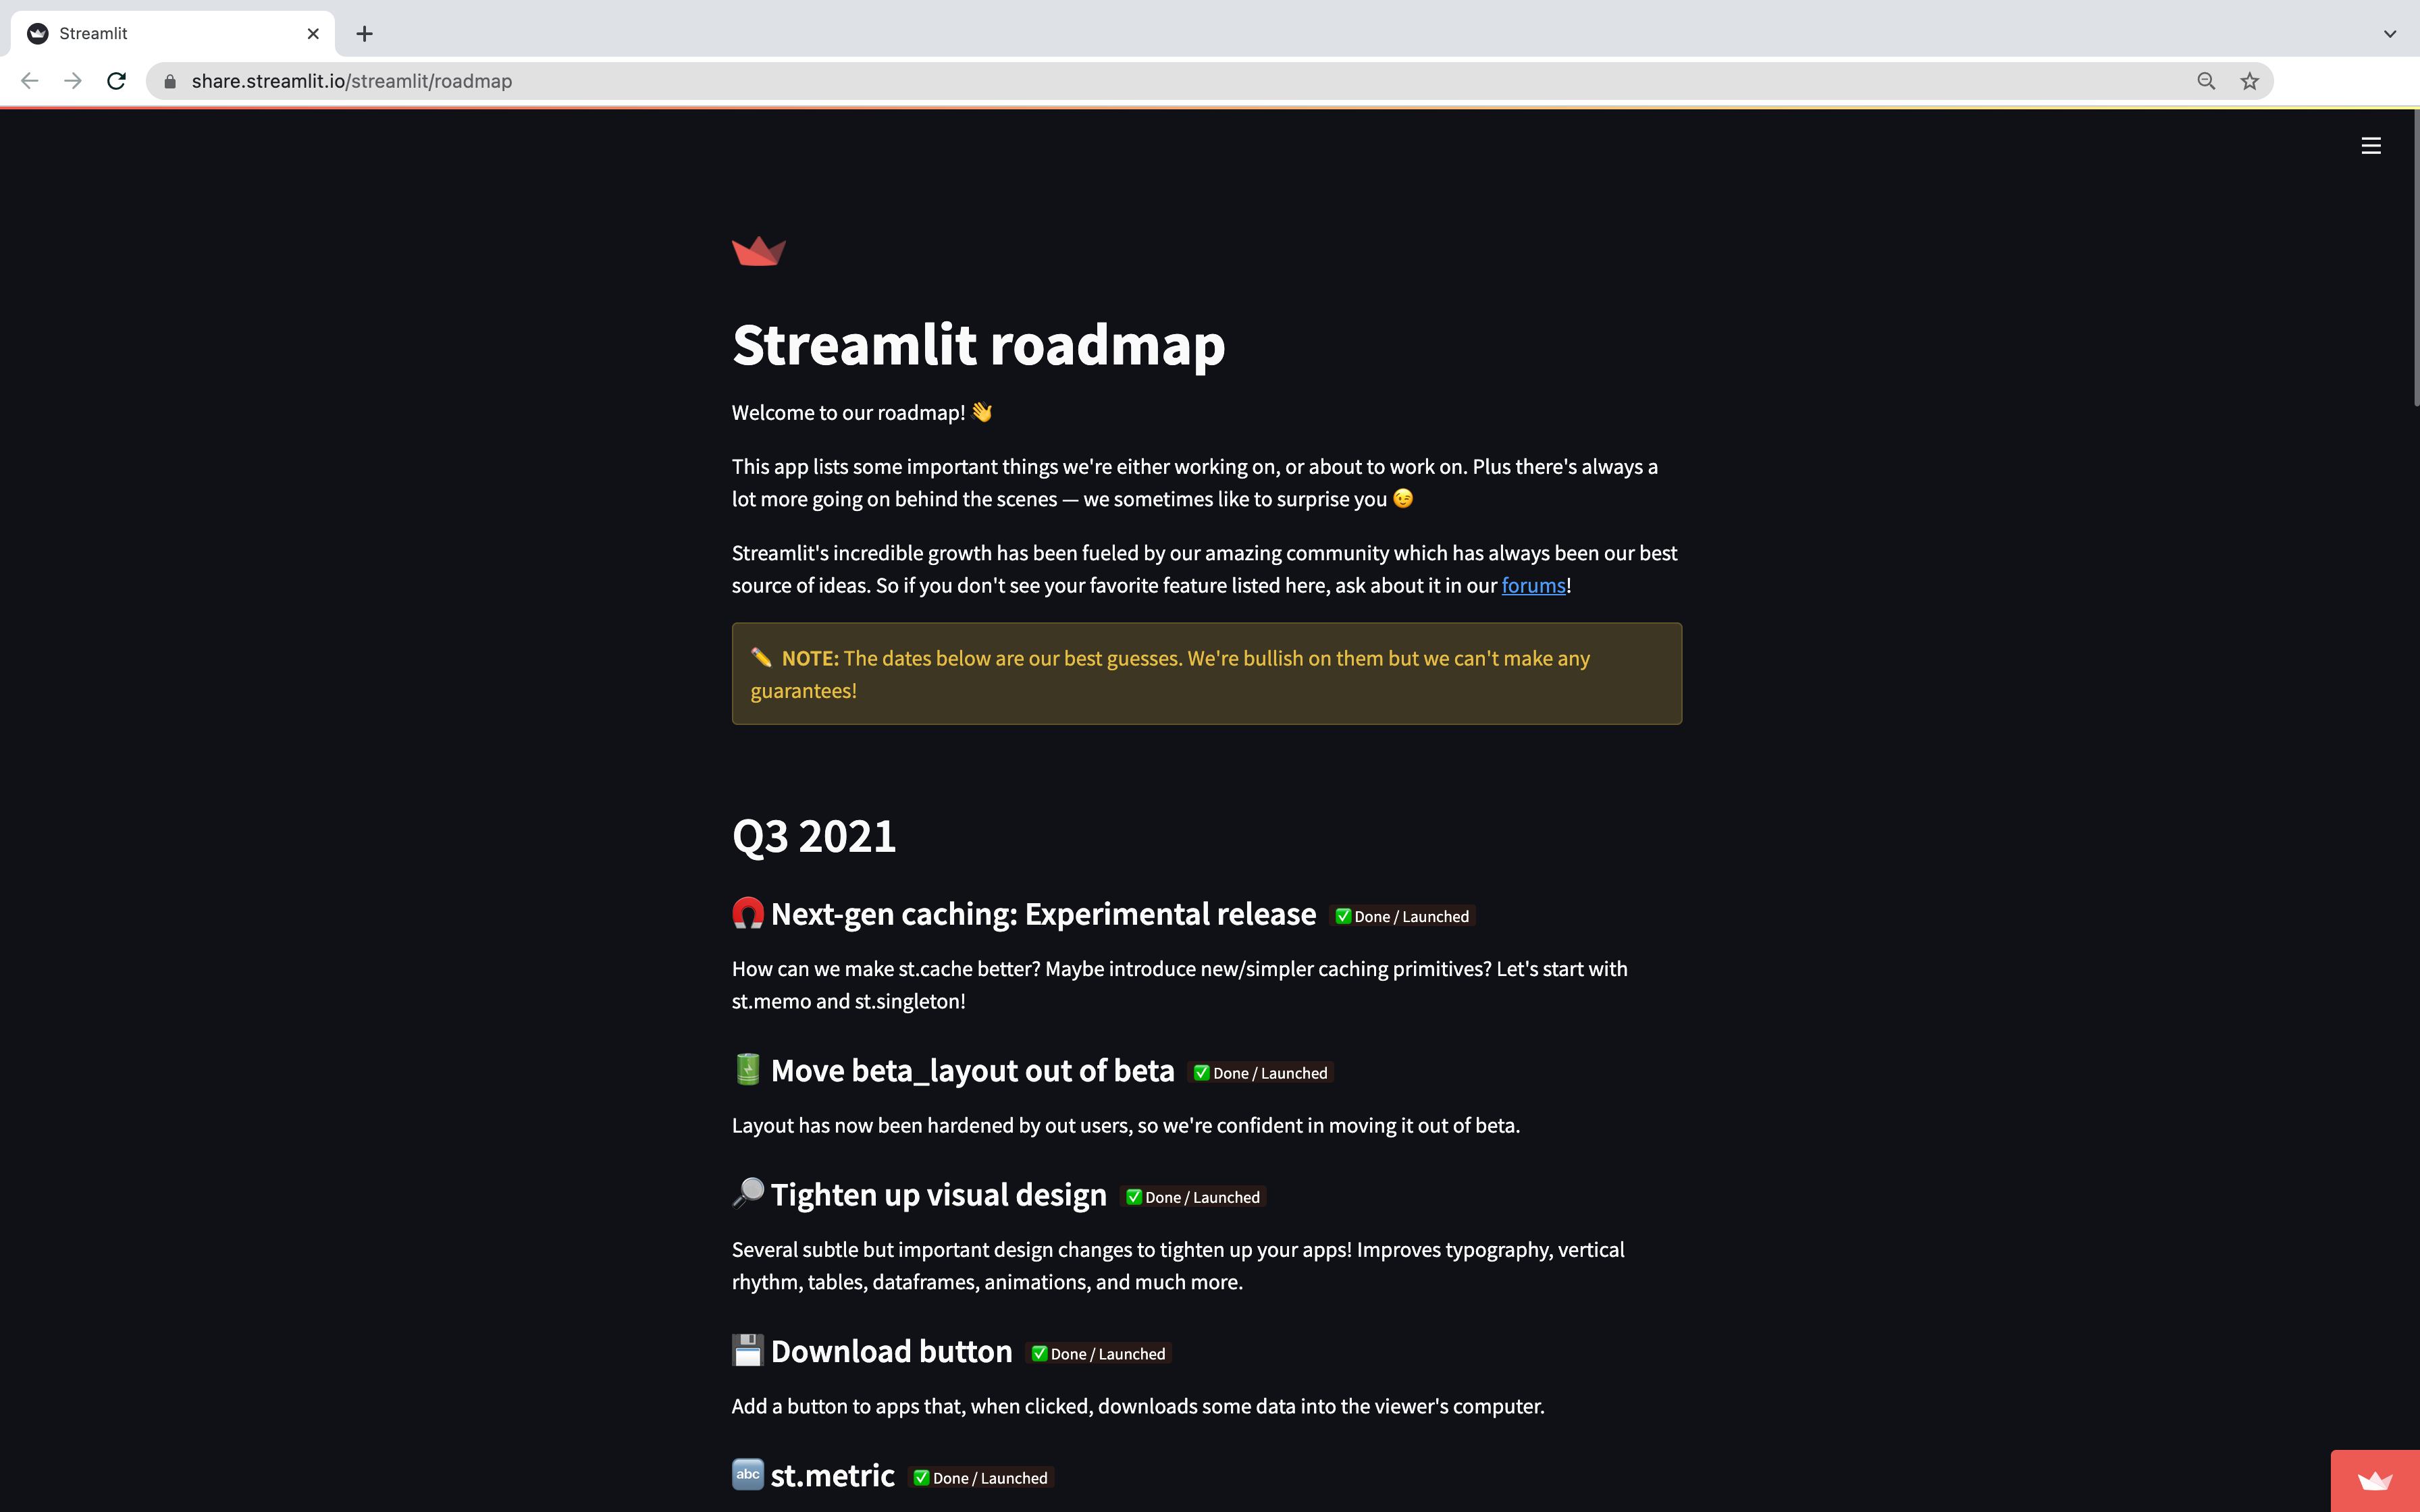 Streamlit
share.streamlit.io/streamlit/roadmap
Streamlit roadmap
Welcome to our roadmap! 👋
This app lists some important things we're either working on, or about to work on. Plus there's always a
lot more going on behind the scenes — we sometimes like to surprise you 😉
Streamlit's incredible growth has been fueled by our amazing community which has always been our best
source of ideas. So if you don't see your favorite feature listed here, ask about it in our forums!
✏️ NOTE: The dates below are our best guesses. We're bullish on them but we can't make any
guarantees!
Q3 2021
🧲 Next-gen caching: Experimental release ✅ Done / Launched
How can we make st.cache better? Maybe introduce new/simpler caching primitives? Let's start with
st.memo and st.singleton!
🔋 Move beta_layout out of beta ✅ Done / Launched
Layout has now been hardened by out users, so we're confident in moving it out of beta.
🔎 Tighten up visual design ✅ Done / Launched
Several subtle but important design changes to tighten up your apps! Improves typography, vertical
rhythm, tables, dataframes, animations, and much more.
💾 Download button ✅ Done / Launched
Add a button to apps that, when clicked, downloads some data into the viewer's computer.
🔤 st.metric ✅ Done / Launched